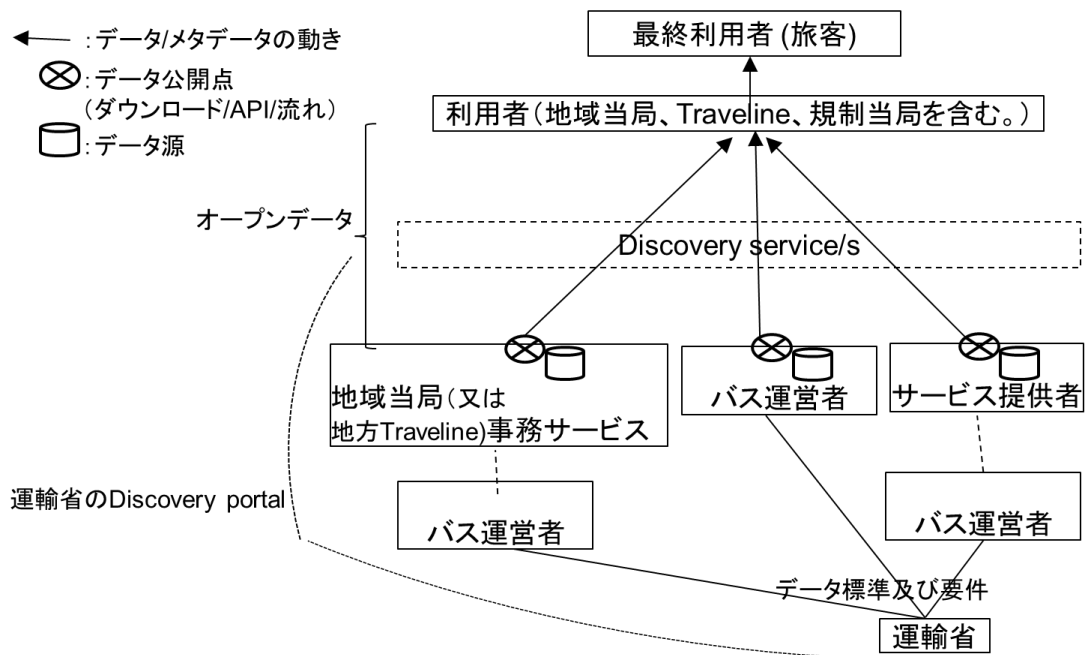 :データ/メタデータの動き
:データ公開点
(ダウンロード/API/流れ)
:データ源
最終利用者 (旅客)
利用者(地域当局、Traveline、規制当局を含む。)
オープンデータ
Discovery service/s
地域当局(又は
地方Traveline)事務サービス
バス運営者
サービス提供者
運輸省のDiscovery portal
バス運営者
バス運営者
データ標準及び要件
運輸省